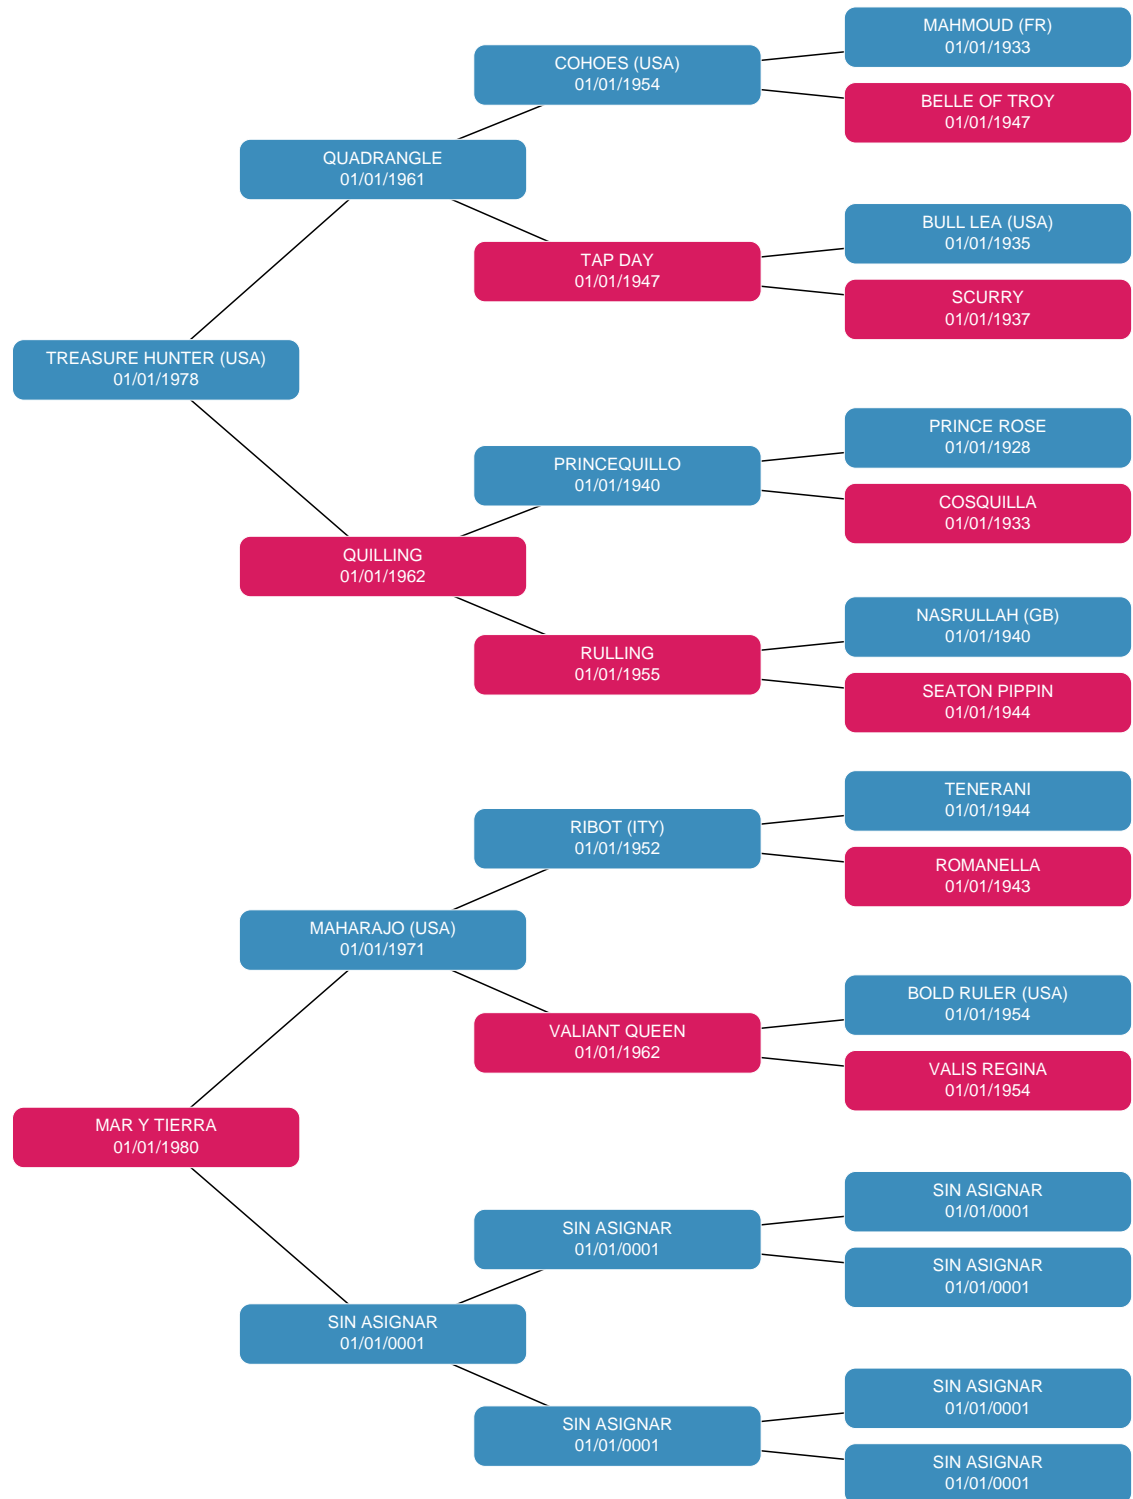 MAHMOUD (FR)
01/01/1933
COHOES (USA)
01/01/1954
BELLE OF TROY
01/01/1947
QUADRANGLE
01/01/1961
BULL LEA (USA)
01/01/1935
TAP DAY
01/01/1947
SCURRY
01/01/1937
TREASURE HUNTER (USA)
01/01/1978
PRINCE ROSE
01/01/1928
PRINCEQUILLO
01/01/1940
COSQUILLA
01/01/1933
QUILLING
01/01/1962
NASRULLAH (GB)
01/01/1940
RULLING
01/01/1955
SEATON PIPPIN
01/01/1944
TENERANI
01/01/1944
RIBOT (ITY)
01/01/1952
ROMANELLA
01/01/1943
MAHARAJO (USA)
01/01/1971
BOLD RULER (USA)
01/01/1954
VALIANT QUEEN
01/01/1962
VALIS REGINA
01/01/1954
MAR Y TIERRA
01/01/1980
SIN ASIGNAR
01/01/0001
SIN ASIGNAR
01/01/0001
SIN ASIGNAR
01/01/0001
SIN ASIGNAR
01/01/0001
SIN ASIGNAR
01/01/0001
SIN ASIGNAR
01/01/0001
SIN ASIGNAR
01/01/0001